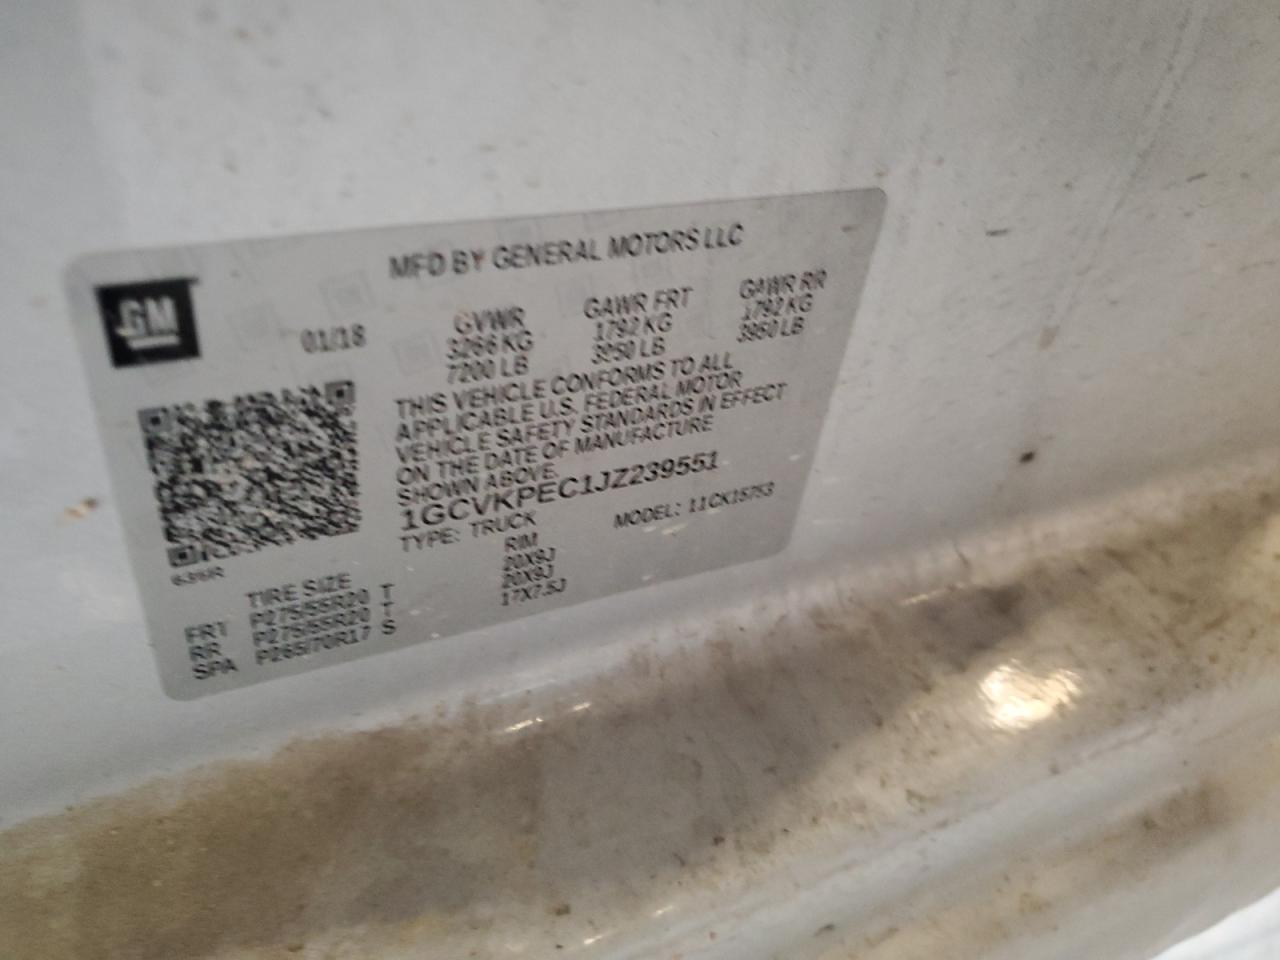 GM
MFD BY GENERAL MOTORS LLC
01/18
GVWR GAWR FRT GAWR RR
3266 KG 1792 KG 1792 KG
7200 LB 3950 LB 3950 LB
THIS VEHICLE CONFORMS TO ALL
APPLICABLE U.S. FEDERAL MOTOR
VEHICLE SAFETY STANDARDS IN EFFECT
ON THE DATE OF MANUFACTURE
SHOWN ABOVE.
1GCVKPEC1JZ239551
TYPE: TRUCK MODEL: 11CK15753
636R
TIRE SIZE RIM
FRT P275/55R20 T 20X9J
RR P275/55R20 T 20X9J
SPA P265/70R17 S 17X7.5J